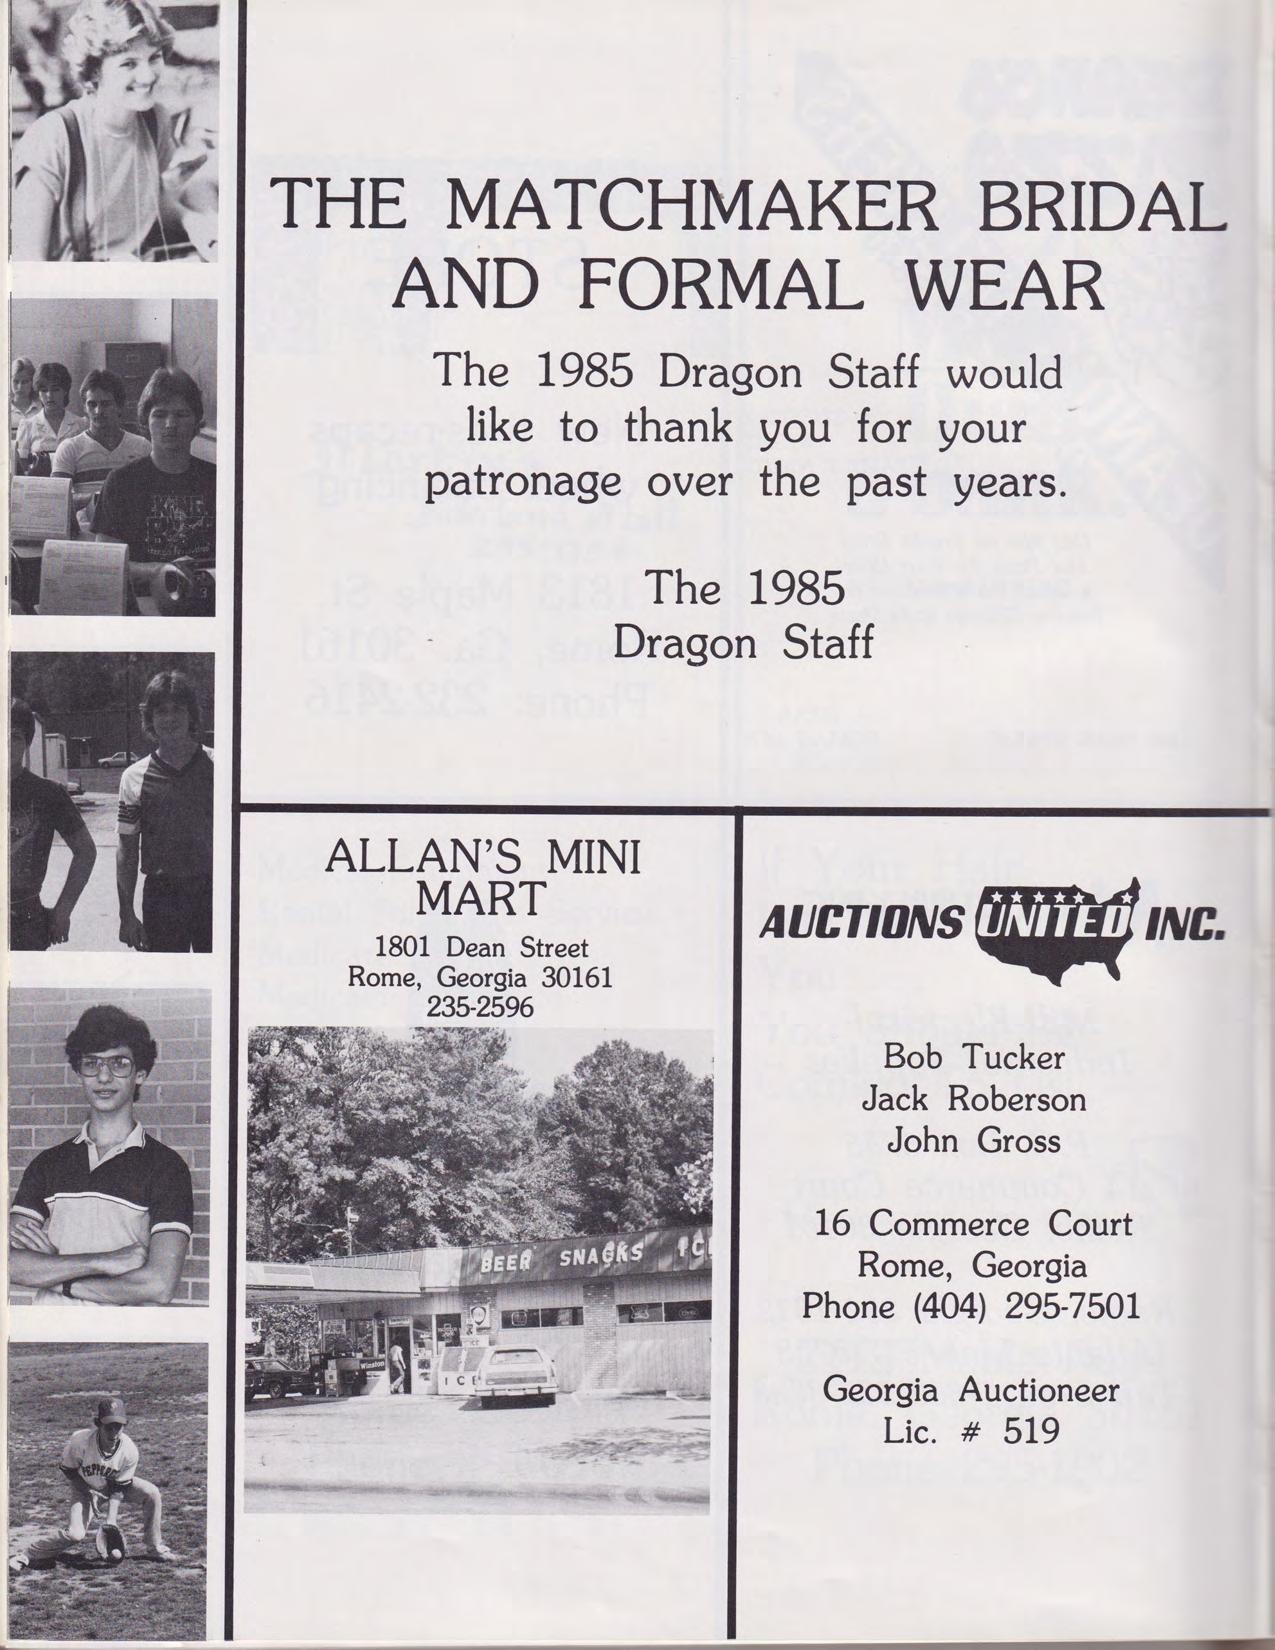 THE MATCHMAKER BRIDAL
AND FORMAL WEAR
The 1985 Dragon Staff would
like to thank you for your
patronage over the past years.
The 1985
Dragon Staff
ALLAN'S MINI
MART
1801 Dean Street
Rome, Georgia 30161
235-2596
BEER SNACKS ICE
Winston
ICE
AUCTIONS UNITED INC.
Bob Tucker
Jack Roberson
John Gross
16 Commerce Court
Rome, Georgia
Phone (404) 295-7501
Georgia Auctioneer
Lic. # 519